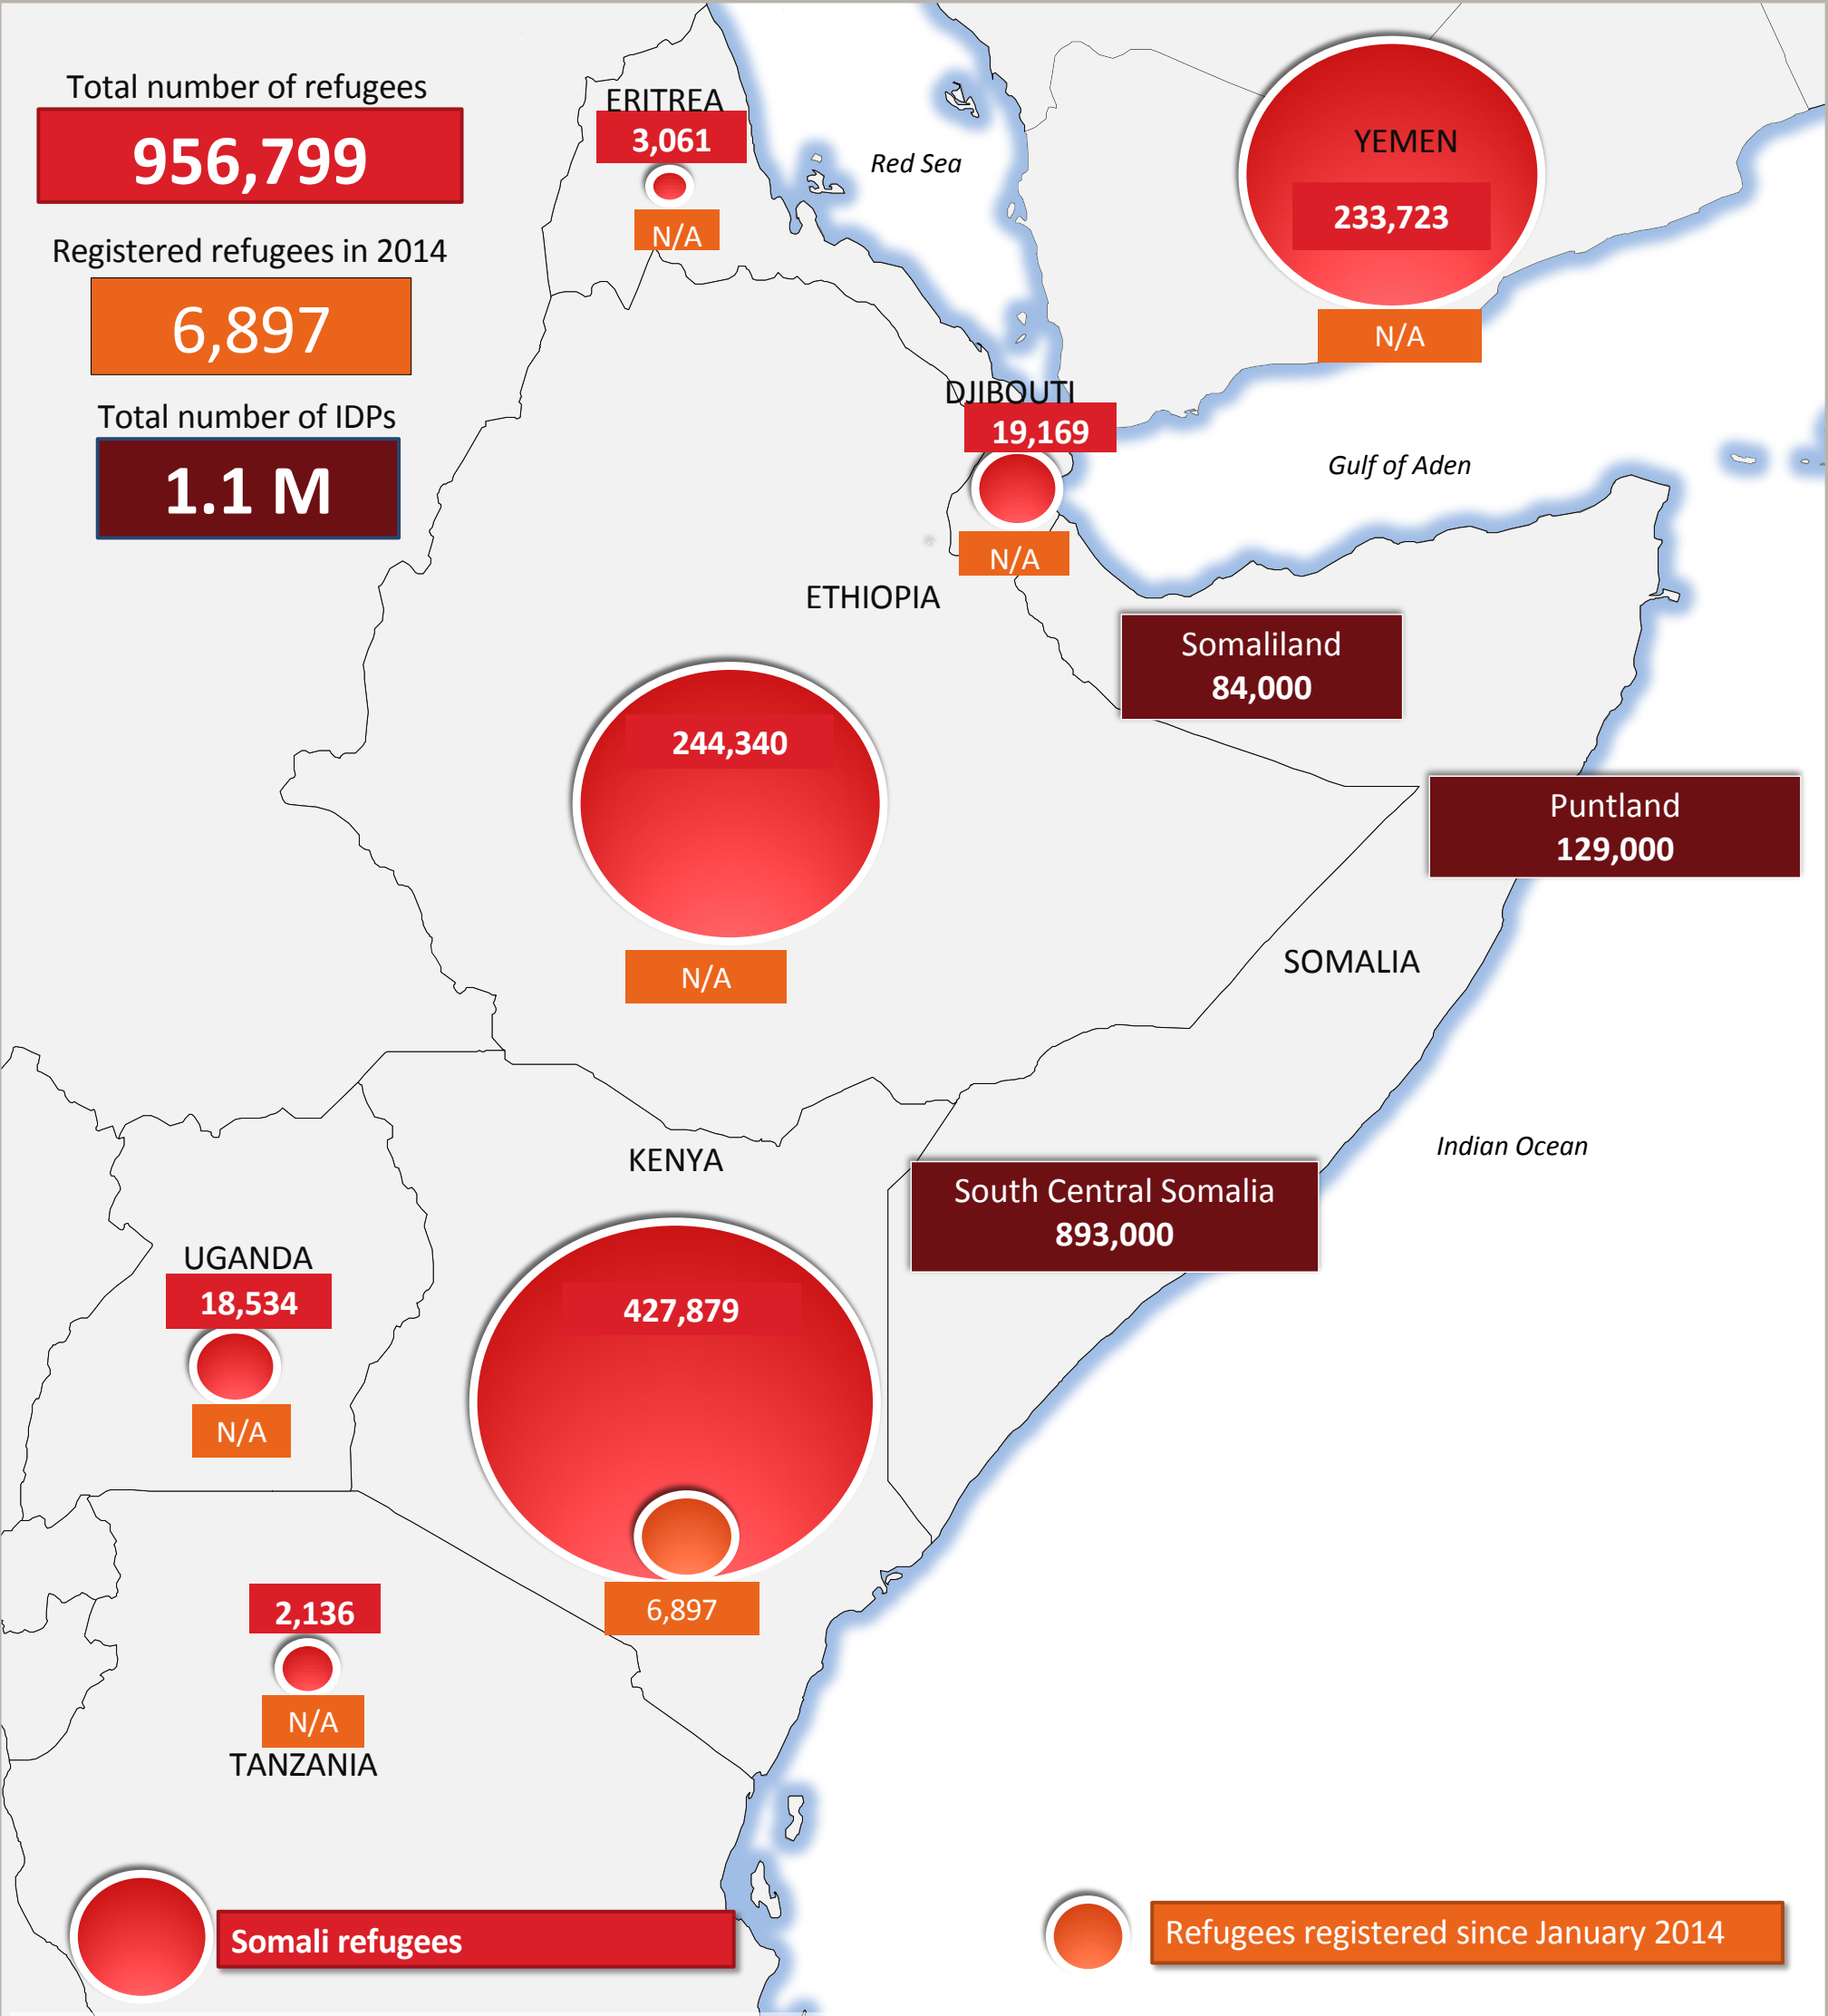 Total number of refugees
956,799
Registered refugees in 2014
6,897
Total number of IDPs
1.1 M
ERITREA
3,061
N/A
Red Sea
YEMEN
233,723
N/A
DJIBOUTI
19,169
N/A
Gulf of Aden
ETHIOPIA
244,340
N/A
Somaliland
84,000
Puntland
129,000
SOMALIA
Indian Ocean
South Central Somalia
893,000
KENYA
427,879
6,897
UGANDA
18,534
N/A
2,136
N/A
TANZANIA
Somali refugees
Refugees registered since January 2014